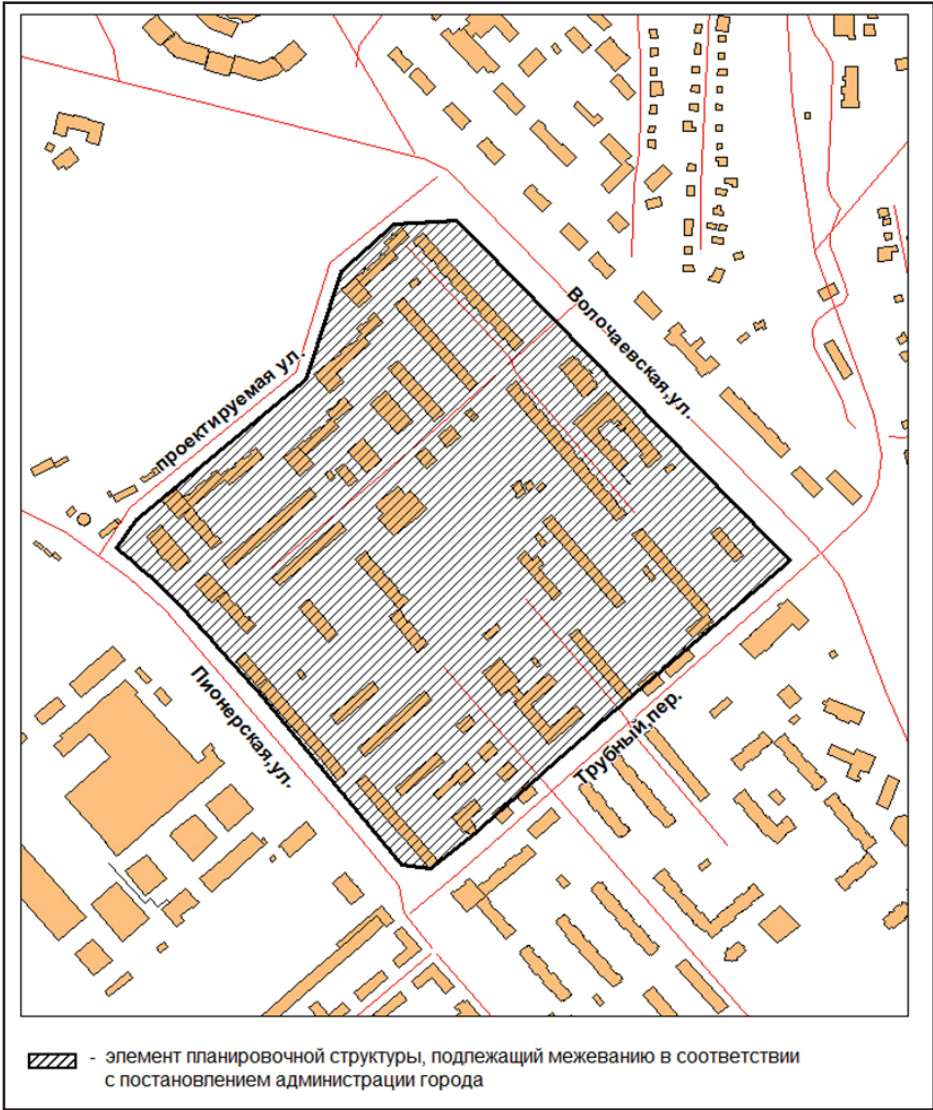 Волочаевская,ул.
проектируемая ул.
Пионерская,ул.
Трубный,пер.
- элемент планировочной структуры, подлежащий межеванию в соответствии
с постановлением администрации города